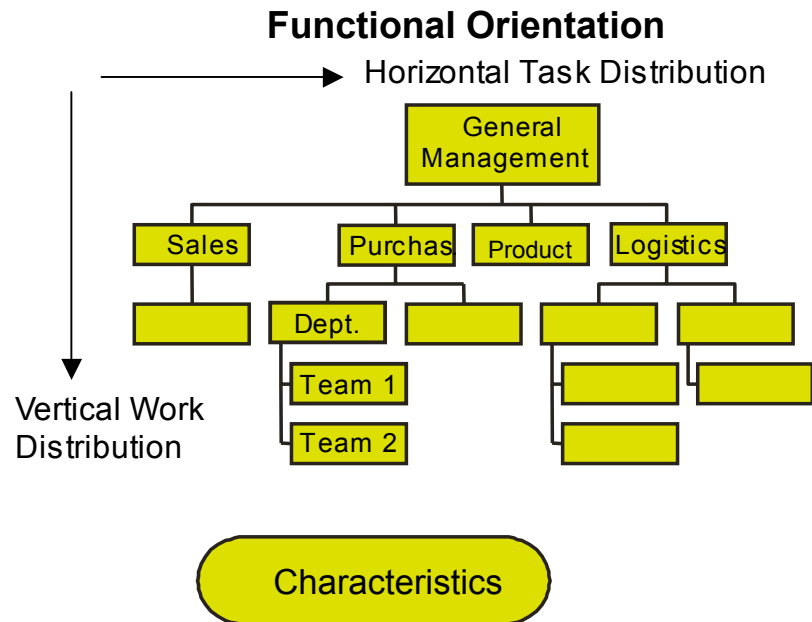 Functional Orientation
Horizontal Task Distribution
General
Management
Sales
Purchas.
Product
Logistics
Dept.
Team 1
Team 2
Vertical Work
Distribution
Characteristics